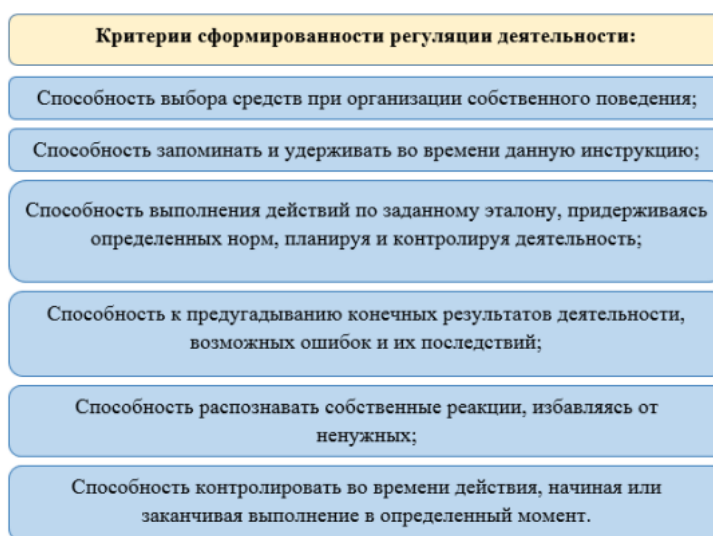 Критерии сформированности регуляции деятельности:
Способность выбора средств при организации собственного поведения;
Способность запоминать и удерживать во времени данную инструкцию;
Способность выполнения действий по заданному эталону, придерживаясь
определенных норм, планируя и контролируя деятельность;
Способность к предугадыванию конечных результатов деятельности,
возможных ошибок и их последствий;
Способность распознавать собственные реакции, избавляясь от
ненужных;
Способность контролировать во времени действия, начиная или
заканчивая выполнение в определенный момент.